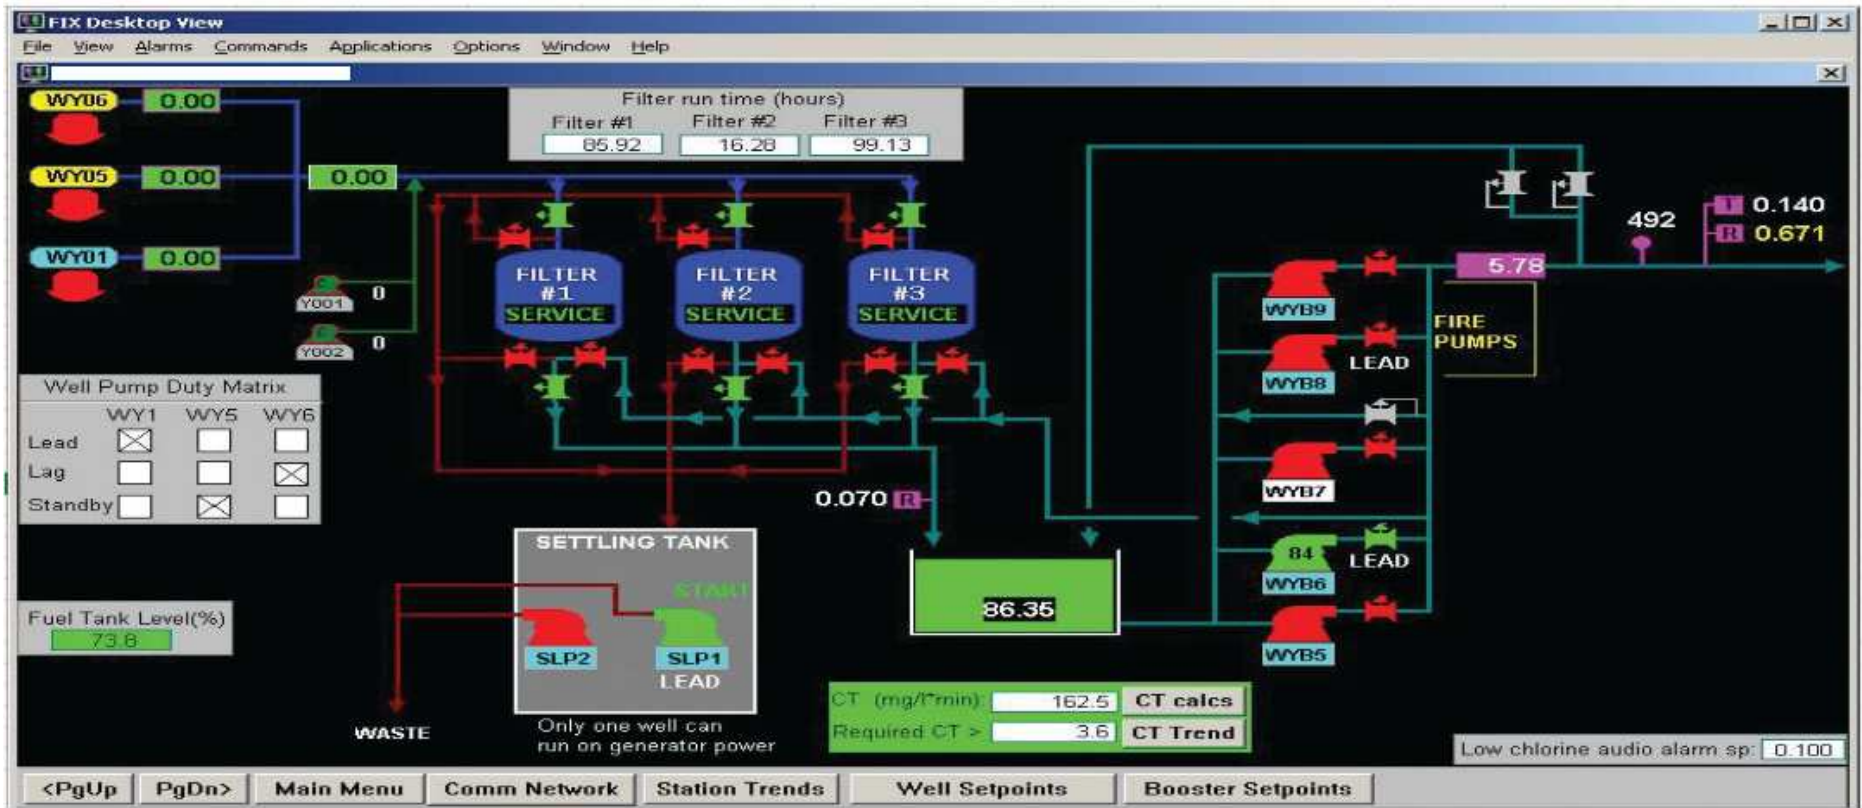 FIX Desktop View
File View Alarms Commands Applications Options Window Help
WY06 0.00
WY05 0.00 0.00
WY01 0.00
Filter run time (hours)
Filter #1 Filter #2 Filter #3
85.92 16.28 99.13
Y001 0
Y002 0
FILTER #1 SERVICE
FILTER #2 SERVICE
FILTER #3 SERVICE
492
T 0.140
R 0.671
5.78
FIRE
PUMPS
WYB9
WYB8 LEAD
WYB7
84 LEAD
WYB6
WYB5
Well Pump Duty Matrix
WY1 WY5 WY6
Lead
Lag
Standby
0.070 R
86.35
SETTLING TANK
START
SLP2 SLP1
LEAD
Fuel Tank Level(%)
73.8
WASTE
Only one well can
run on generator power
CT (mg/l*min): 162.5 CT calcs
Required CT > 3.6 CT Trend
Low chlorine audio alarm sp: 0.100
<PgUp PgDn> Main Menu Comm Network Station Trends Well Setpoints Booster Setpoints